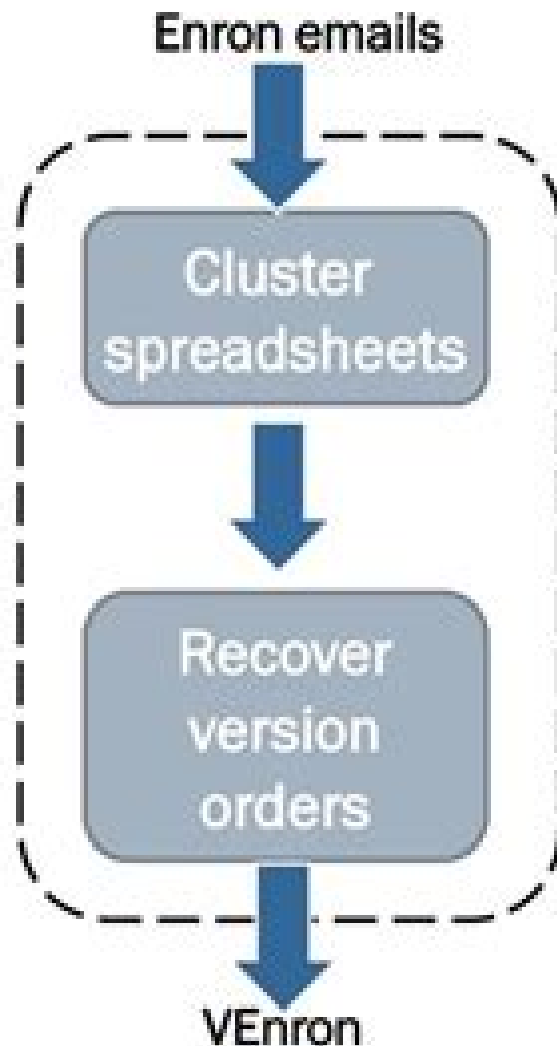 Enron emails
Cluster
spreadsheets
Recover
version
orders
VEnron